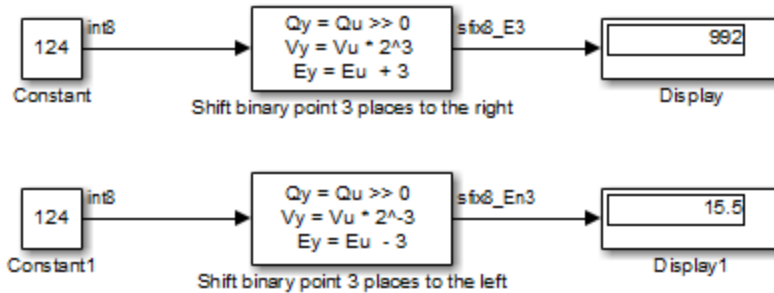 Qy = Qu >> 0
124 int8 Vy = Vu * 2^3 sfix8_E3 992
Ey = Eu + 3
Constant Shift binary point 3 places to the right Display
Qy = Qu >> 0
124 int8 Vy = Vu * 2^-3 sfix8_En3 15.5
Ey = Eu - 3
Constant1 Shift binary point 3 places to the left Display1